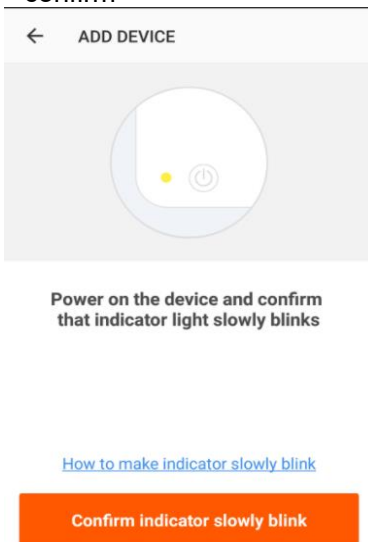 confirm
ADD DEVICE
Power on the device and confirm
that indicator light slowly blinks
How to make indicator slowly blink
Confirm indicator slowly blink